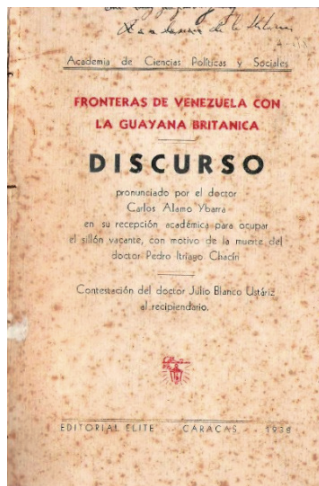 Academia de Ciencias Políticas y Sociales
FRONTERAS DE VENEZUELA CON
LA GUAYANA BRITANICA
DISCURSO
pronunciado por el doctor
Carlos Alamo Ybarra
en su recepción académica para ocupar
el sillón vacante, con motivo de la muerte del
doctor Pedro Itriago Chacín
Contestación del doctor Julio Blanco Ustáriz
al recipiendario.
EDITORIAL ELITE - CARACAS -